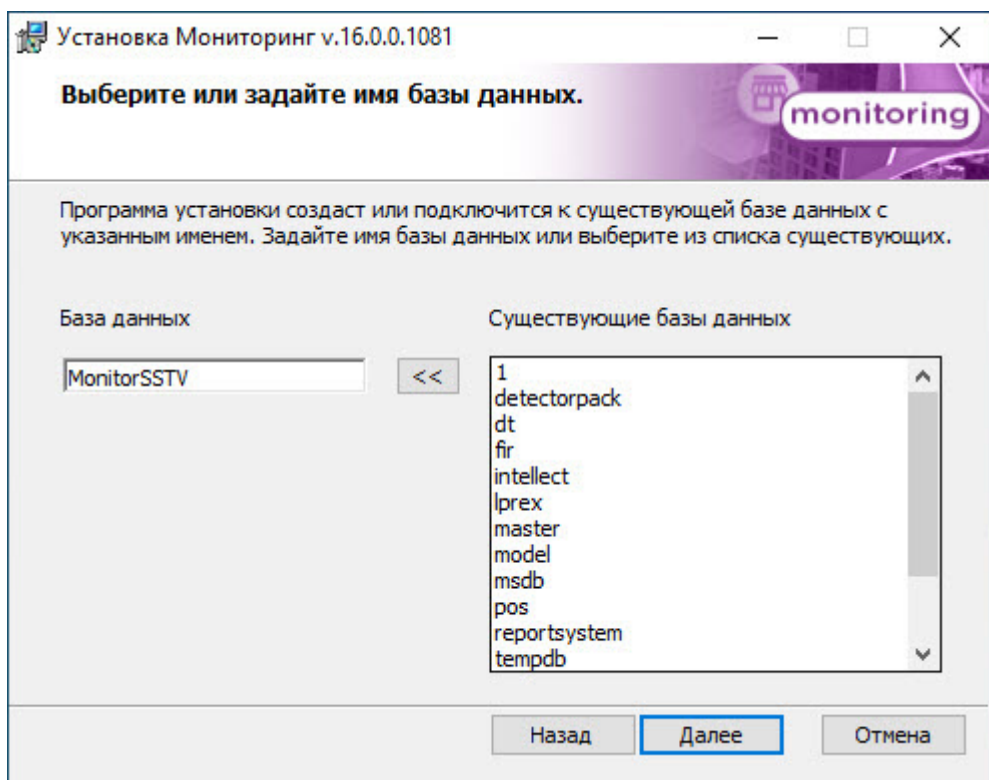 Установка Мониторинг v.16.0.0.1081
Выберите или задайте имя базы данных.
monitoring
Программа установки создаст или подключится к существующей базе данных с
указанным именем. Задайте имя базы данных или выберите из списка существующих.
База данных
Существующие базы данных
MonitorSSTV
<<
1
detectorpack
dt
fir
intellect
lprex
master
model
msdb
pos
reportsystem
tempdb
Назад
Далее
Отмена